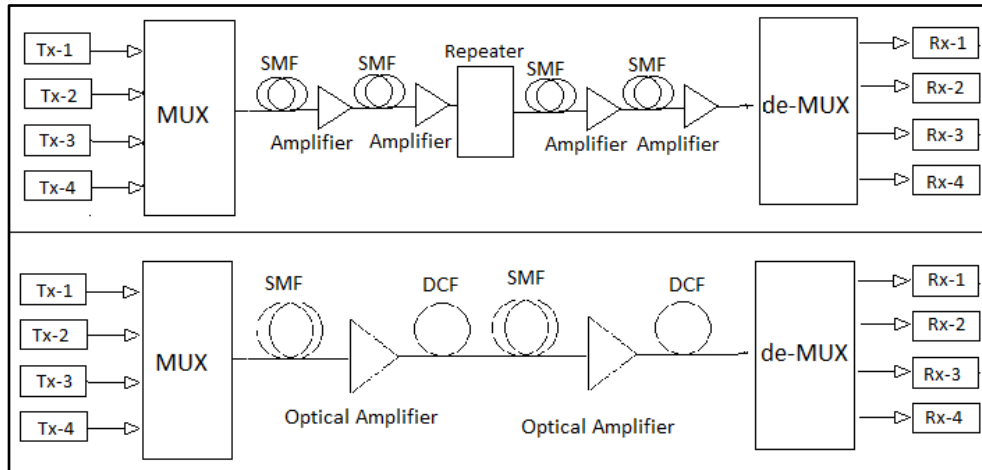 Repeater
Tx-1
Tx-2
Tx-3
Tx-4
MUX
SMF
SMF
SMF
SMF
Amplifier
Amplifier
Amplifier
Amplifier
de-MUX
Rx-1
Rx-2
Rx-3
Rx-4
Tx-1
Tx-2
Tx-3
Tx-4
MUX
SMF
DCF
SMF
DCF
Optical Amplifier
Optical Amplifier
de-MUX
Rx-1
Rx-2
Rx-3
Rx-4